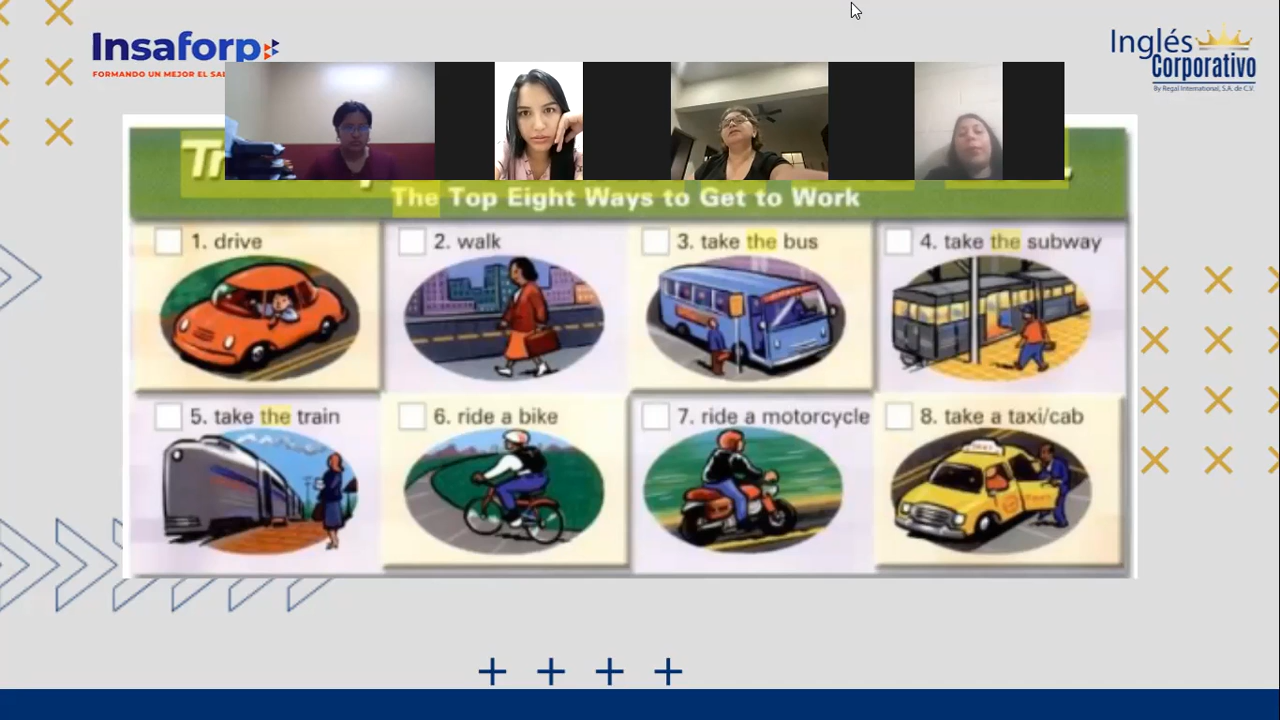 Insaforp
FORMANDO UN MEJOR EL
Inglés
Corporativo
By Regal International, S.A. de C.V.
The Top Eight Ways to Get to Work
1. drive
2. walk
3. take the bus
4. take the subway
5. take the train
6. ride a bike
7. ride a motorcycle
8. take a taxi/cab